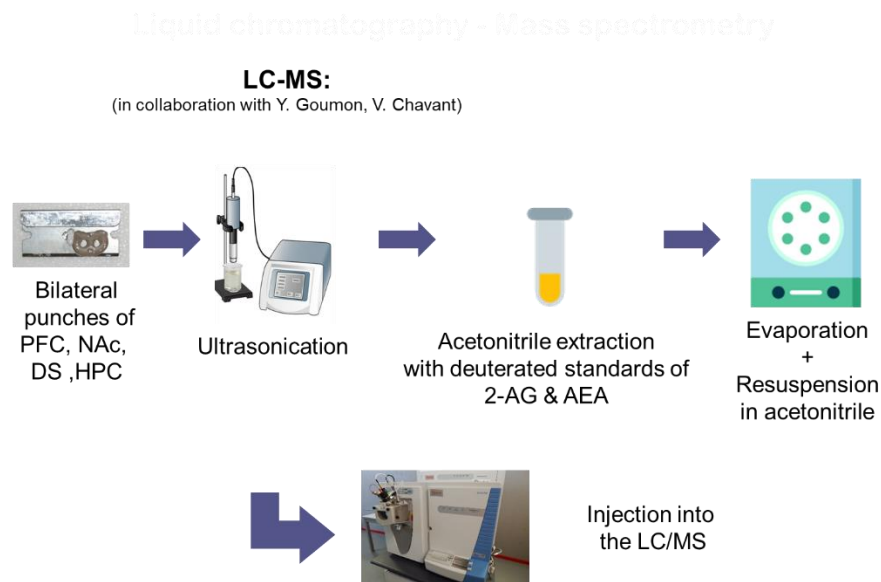 Liquid chromatography - Mass spectrometry
LC-MS:
(in collaboration with Y. Goumon, V. Chavant)
Bilateral
punches of
PFC, NAc,
DS ,HPC
Ultrasonication
Acetonitrile extraction
with deuterated standards of
2-AG & AEA
Evaporation
+
Resuspension
in acetonitrile
Injection into
the LC/MS